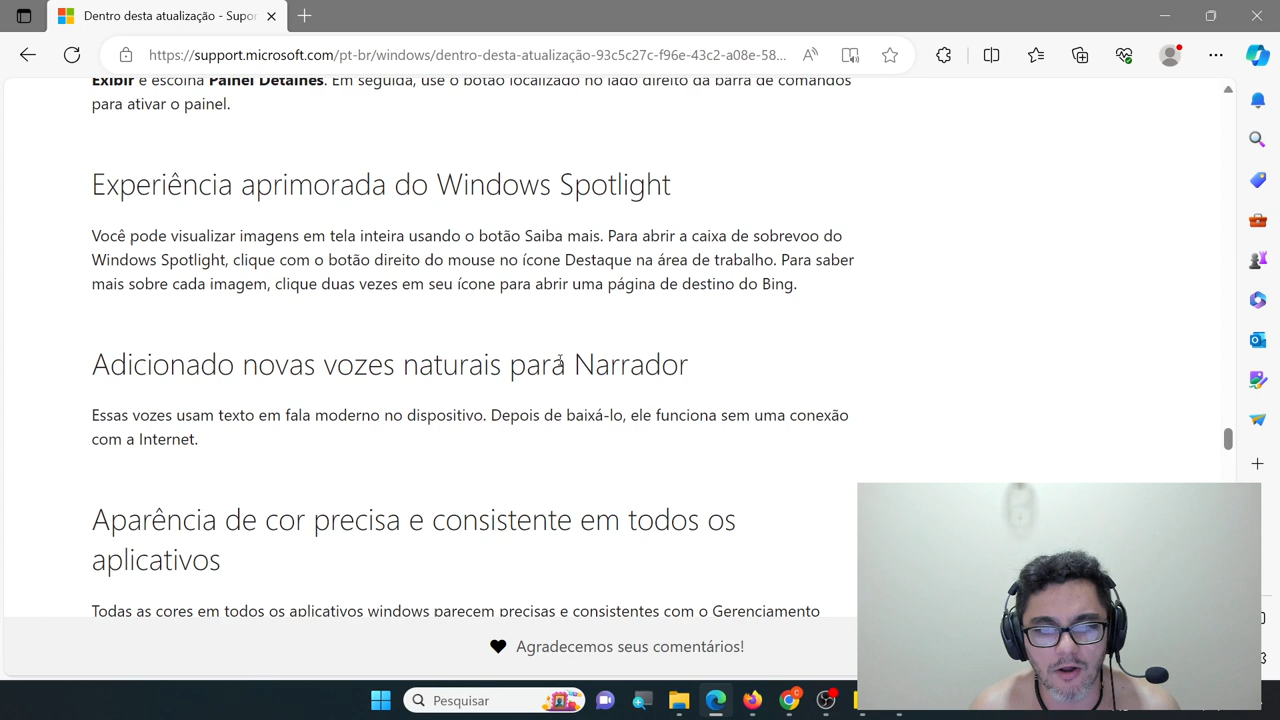 Dentro desta atualização - Supor
https://support.microsoft.com/pt-br/windows/dentro-desta-atualização-93c5c27c-f96e-43c2-a08e-58...
Exibir e escolha Painel Detalhes. Em seguida, use o botão localizado no lado direito da barra de comandos
para ativar o painel.
Experiência aprimorada do Windows Spotlight
Você pode visualizar imagens em tela inteira usando o botão Saiba mais. Para abrir a caixa de sobrevoo do
Windows Spotlight, clique com o botão direito do mouse no ícone Destaque na área de trabalho. Para saber
mais sobre cada imagem, clique duas vezes em seu ícone para abrir uma página de destino do Bing.
Adicionado novas vozes naturais para Narrador
Essas vozes usam texto em fala moderno no dispositivo. Depois de baixá-lo, ele funciona sem uma conexão
com a Internet.
Aparência de cor precisa e consistente em todos os
aplicativos
Todas as cores em todos os aplicativos windows parecem precisas e consistentes com o Gerenciamento
Agradecemos seus comentários!
Pesquisar